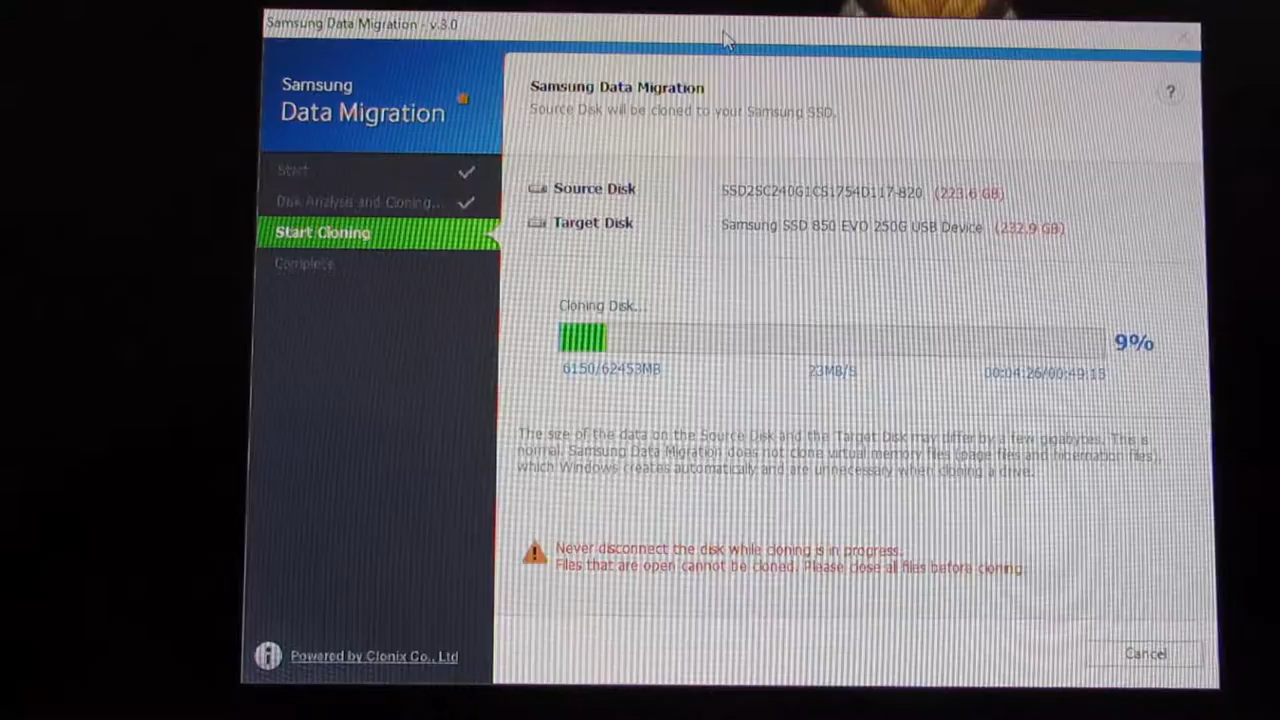 Samsung Data Migration - v.3.0
Samsung
Data Migration
Start
Disk Analysis and Cloning...
Start Cloning
Complete
Powered by Clonix Co., Ltd
Samsung Data Migration
?
Source Disk will be cloned to your Samsung SSD.
Source Disk SSD2SC240G1CS1754D117-820 (223.6 GB)
Target Disk Samsung SSD 850 EVO 250G USB Device (232.9 GB)
Cloning Disk...
9%
6150/62453MB 23MB/S 00:04:26/00:49:13
The size of the data on the Source Disk and the Target Disk may differ by a few gigabytes. This is
normal. Samsung Data Migration does not clone virtual memory files (page files and hibernation files),
which Windows creates automatically and are unnecessary when cloning a drive.
Never disconnect the disk while cloning is in progress.
Files that are open cannot be cloned. Please close all files before cloning
Cancel